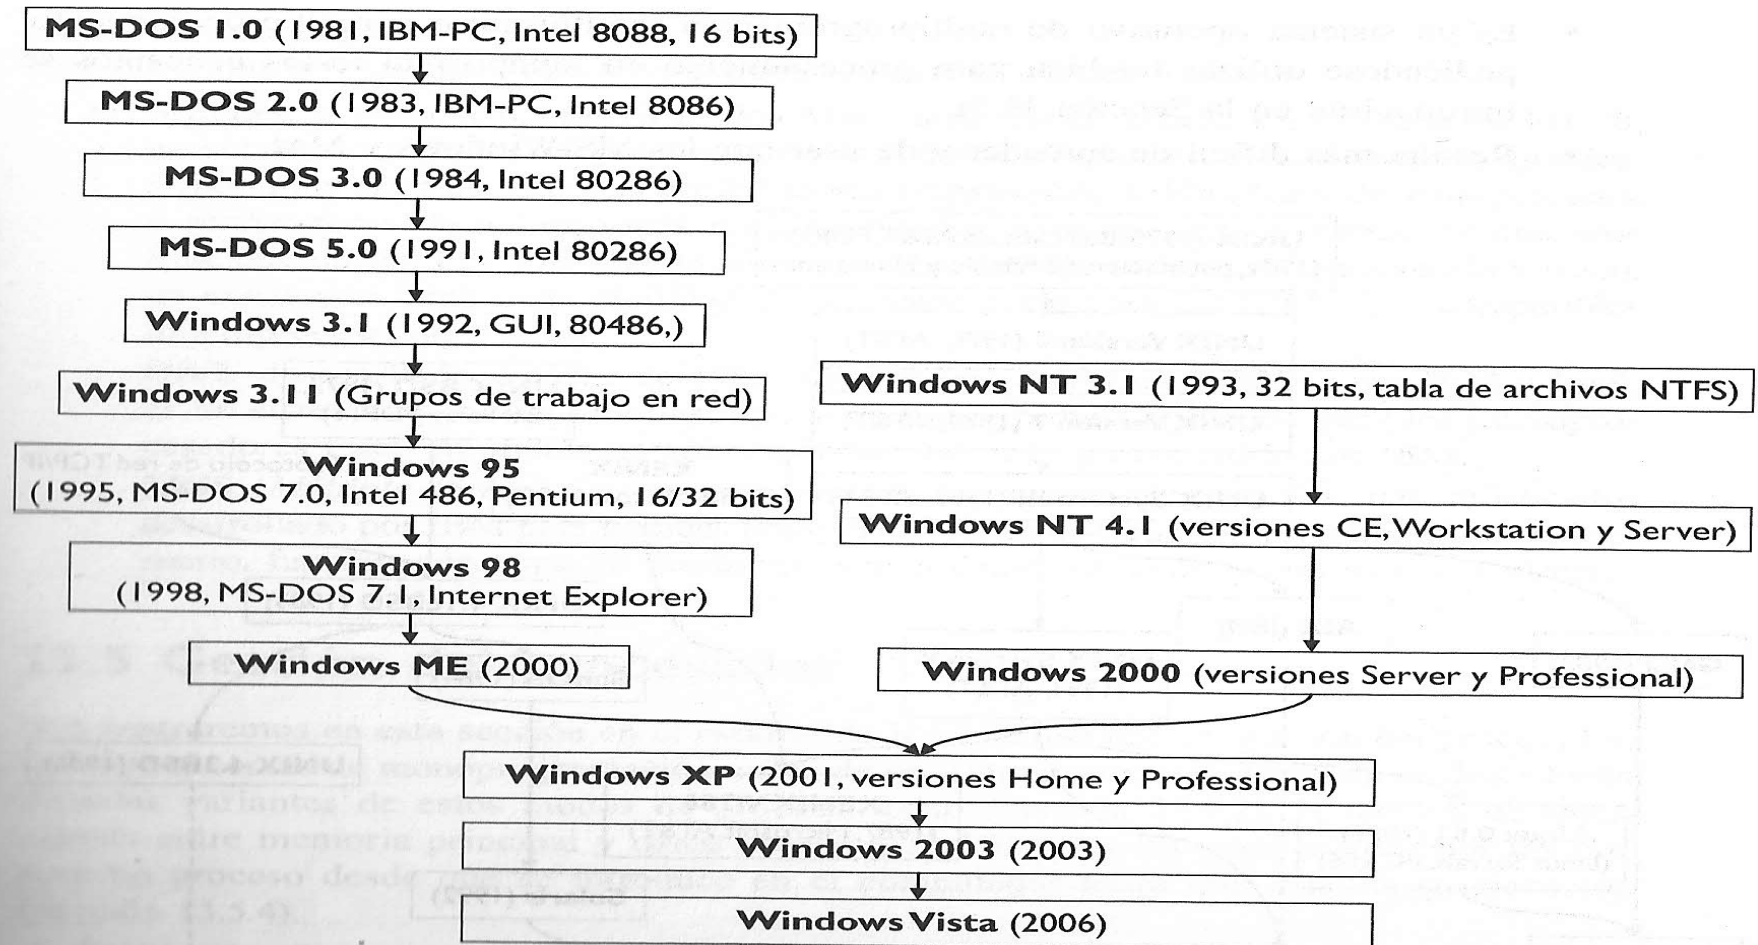 MS-DOS 1.0 (1981, IBM-PC, Intel 8088, 16 bits)
MS-DOS 2.0 (1983, IBM-PC, Intel 8086)
MS-DOS 3.0 (1984, Intel 80286)
MS-DOS 5.0 (1991, Intel 80286)
Windows 3.1 (1992, GUI, 80486,)
Windows 3.11 (Grupos de trabajo en red)
Windows 95
(1995, MS-DOS 7.0, Intel 486, Pentium, 16/32 bits)
Windows 98
(1998, MS-DOS 7.1, Internet Explorer)
Windows ME (2000)
Windows NT 3.1 (1993, 32 bits, tabla de archivos NTFS)
Windows NT 4.1 (versiones CE, Workstation y Server)
Windows 2000 (versiones Server y Professional)
Windows XP (2001, versiones Home y Professional)
Windows 2003 (2003)
Windows Vista (2006)